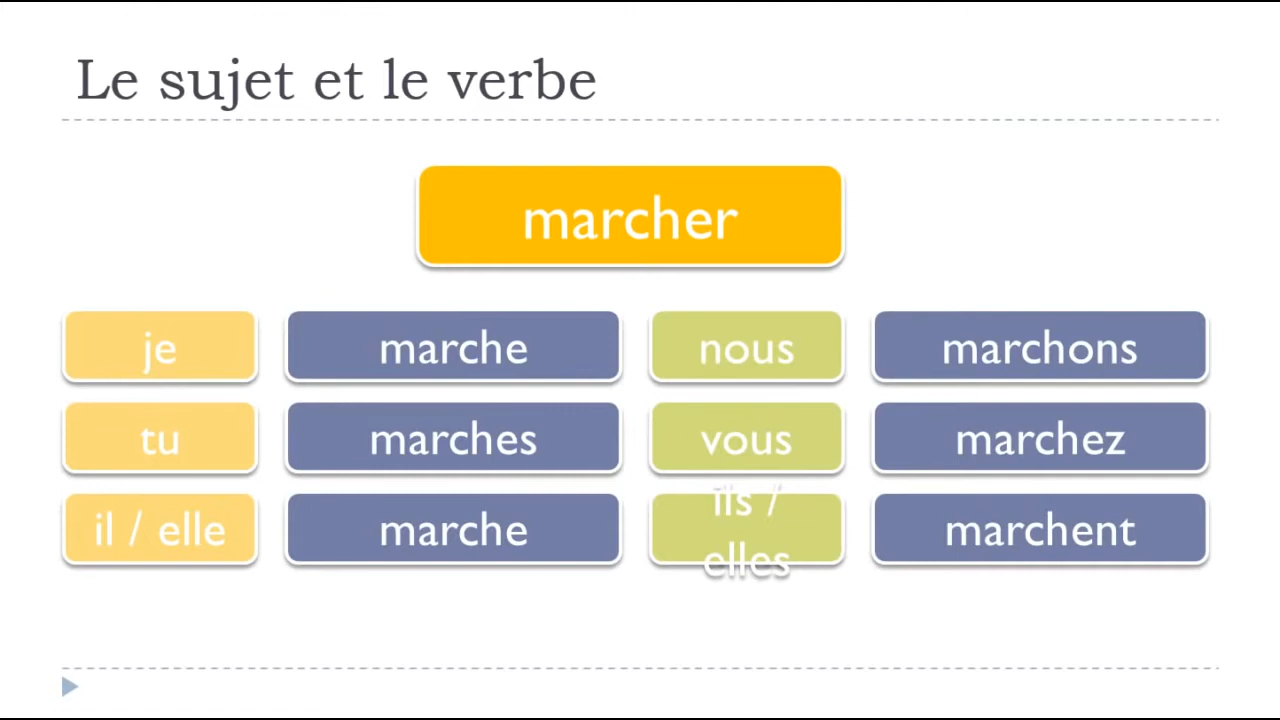 Le sujet et le verbe
marcher
je marche nous marchons
tu marches vous marchez
il / elle marche ils /
elles marchent